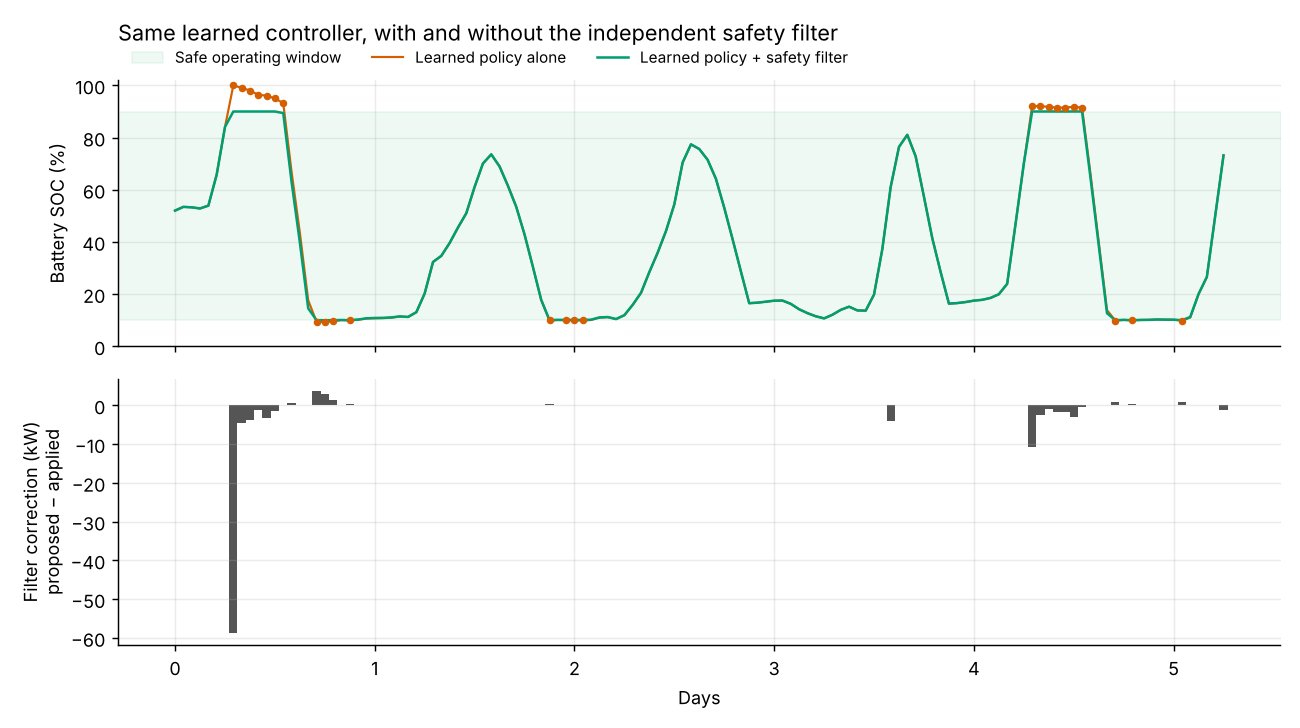 Same learned controller, with and without the independent safety filter
Safe operating window
Learned policy alone
Learned policy + safety filter
Battery SOC (%)
100
80
60
40
20
0
Filter correction (kW)
proposed − applied
0
−10
−20
−30
−40
−50
−60
0 1 2 3 4 5
Days